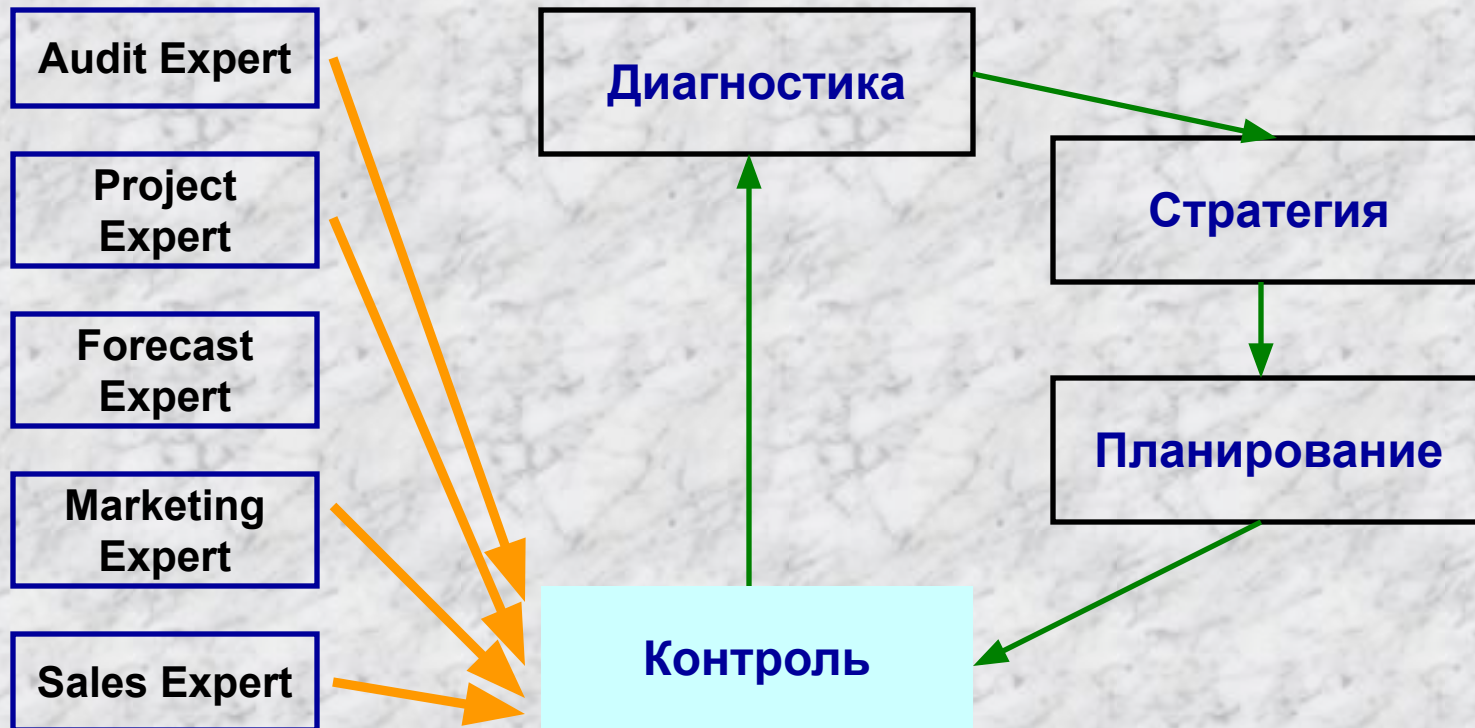 Audit Expert
Диагностика
Project
Expert
Стратегия
Forecast
Expert
Планирование
Marketing
Expert
Контроль
Sales Expert